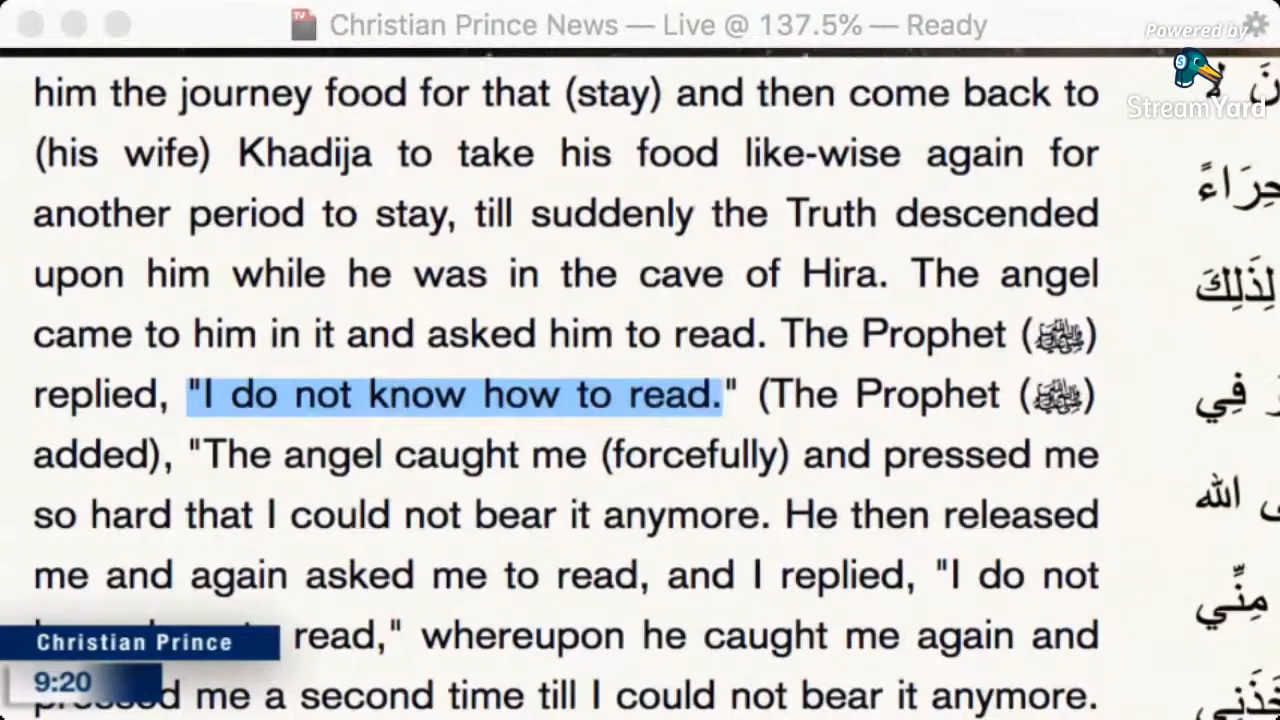 Christian Prince News — Live @ 137.5% — Ready
Powered by
StreamYard
him the journey food for that (stay) and then come back to
(his wife) Khadija to take his food like-wise again for
another period to stay, till suddenly the Truth descended
upon him while he was in the cave of Hira. The angel
came to him in it and asked him to read. The Prophet (ﷺ)
replied, "I do not know how to read." (The Prophet (ﷺ)
added), "The angel caught me (forcefully) and pressed me
so hard that I could not bear it anymore. He then released
me and again asked me to read, and I replied, "I do not
read," whereupon he caught me again and
me a second time till I could not bear it anymore.
حِرَاءً
لِذَلِكَ
فِي
الله
مِنِّي
Christian Prince
9:20